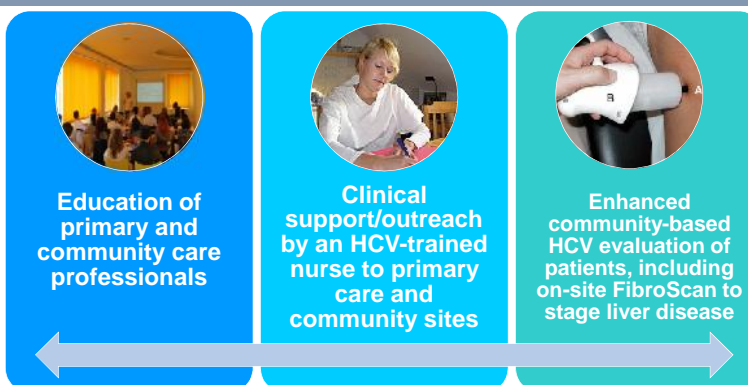 Education of
primary and
community care
professionals
Clinical
support/outreach
by an HCV-trained
nurse to primary
care and
community sites
Enhanced
community-based
HCV evaluation of
patients, including
on-site FibroScan to
stage liver disease